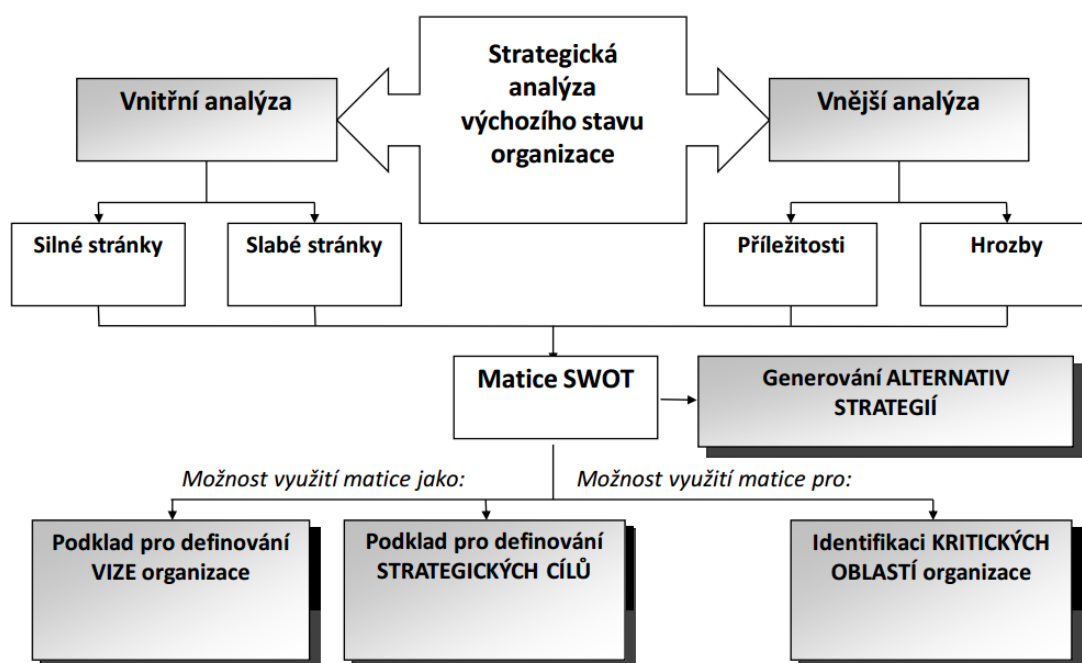 Strategická
analýza
výchozího stavu
organizace
Vnitřní analýza
Vnější analýza
Silné stránky
Slabé stránky
Příležitosti
Hrozby
Matice SWOT
Generování ALTERNATIV
STRATEGIÍ
Možnost využití matice jako:
Možnost využití matice pro:
Podklad pro definování
VIZE organizace
Podklad pro definování
STRATEGICKÝCH CÍLŮ
Identifikaci KRITICKÝCH
OBLASTÍ organizace